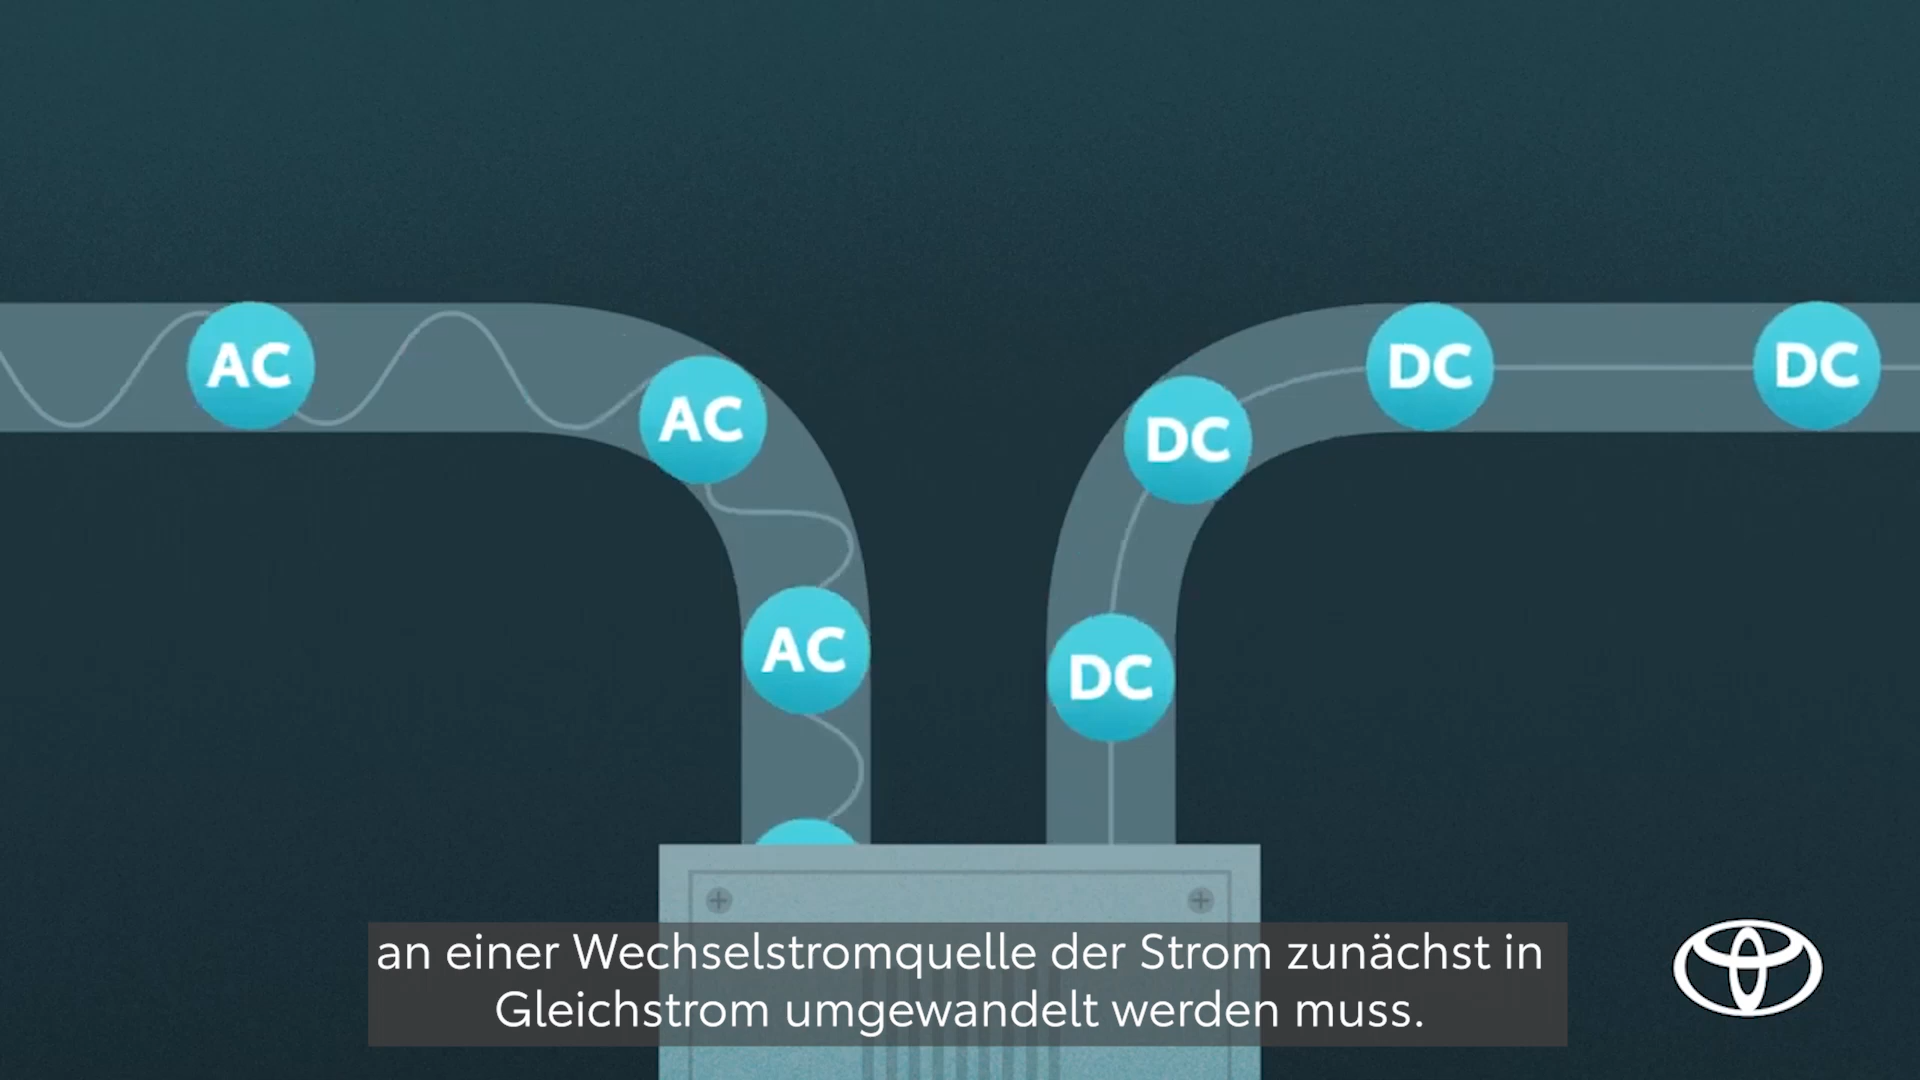 AC
AC
AC
DC
DC
DC
DC
an einer Wechselstromquelle der Strom zunächst in
Gleichstrom umgewandelt werden muss.